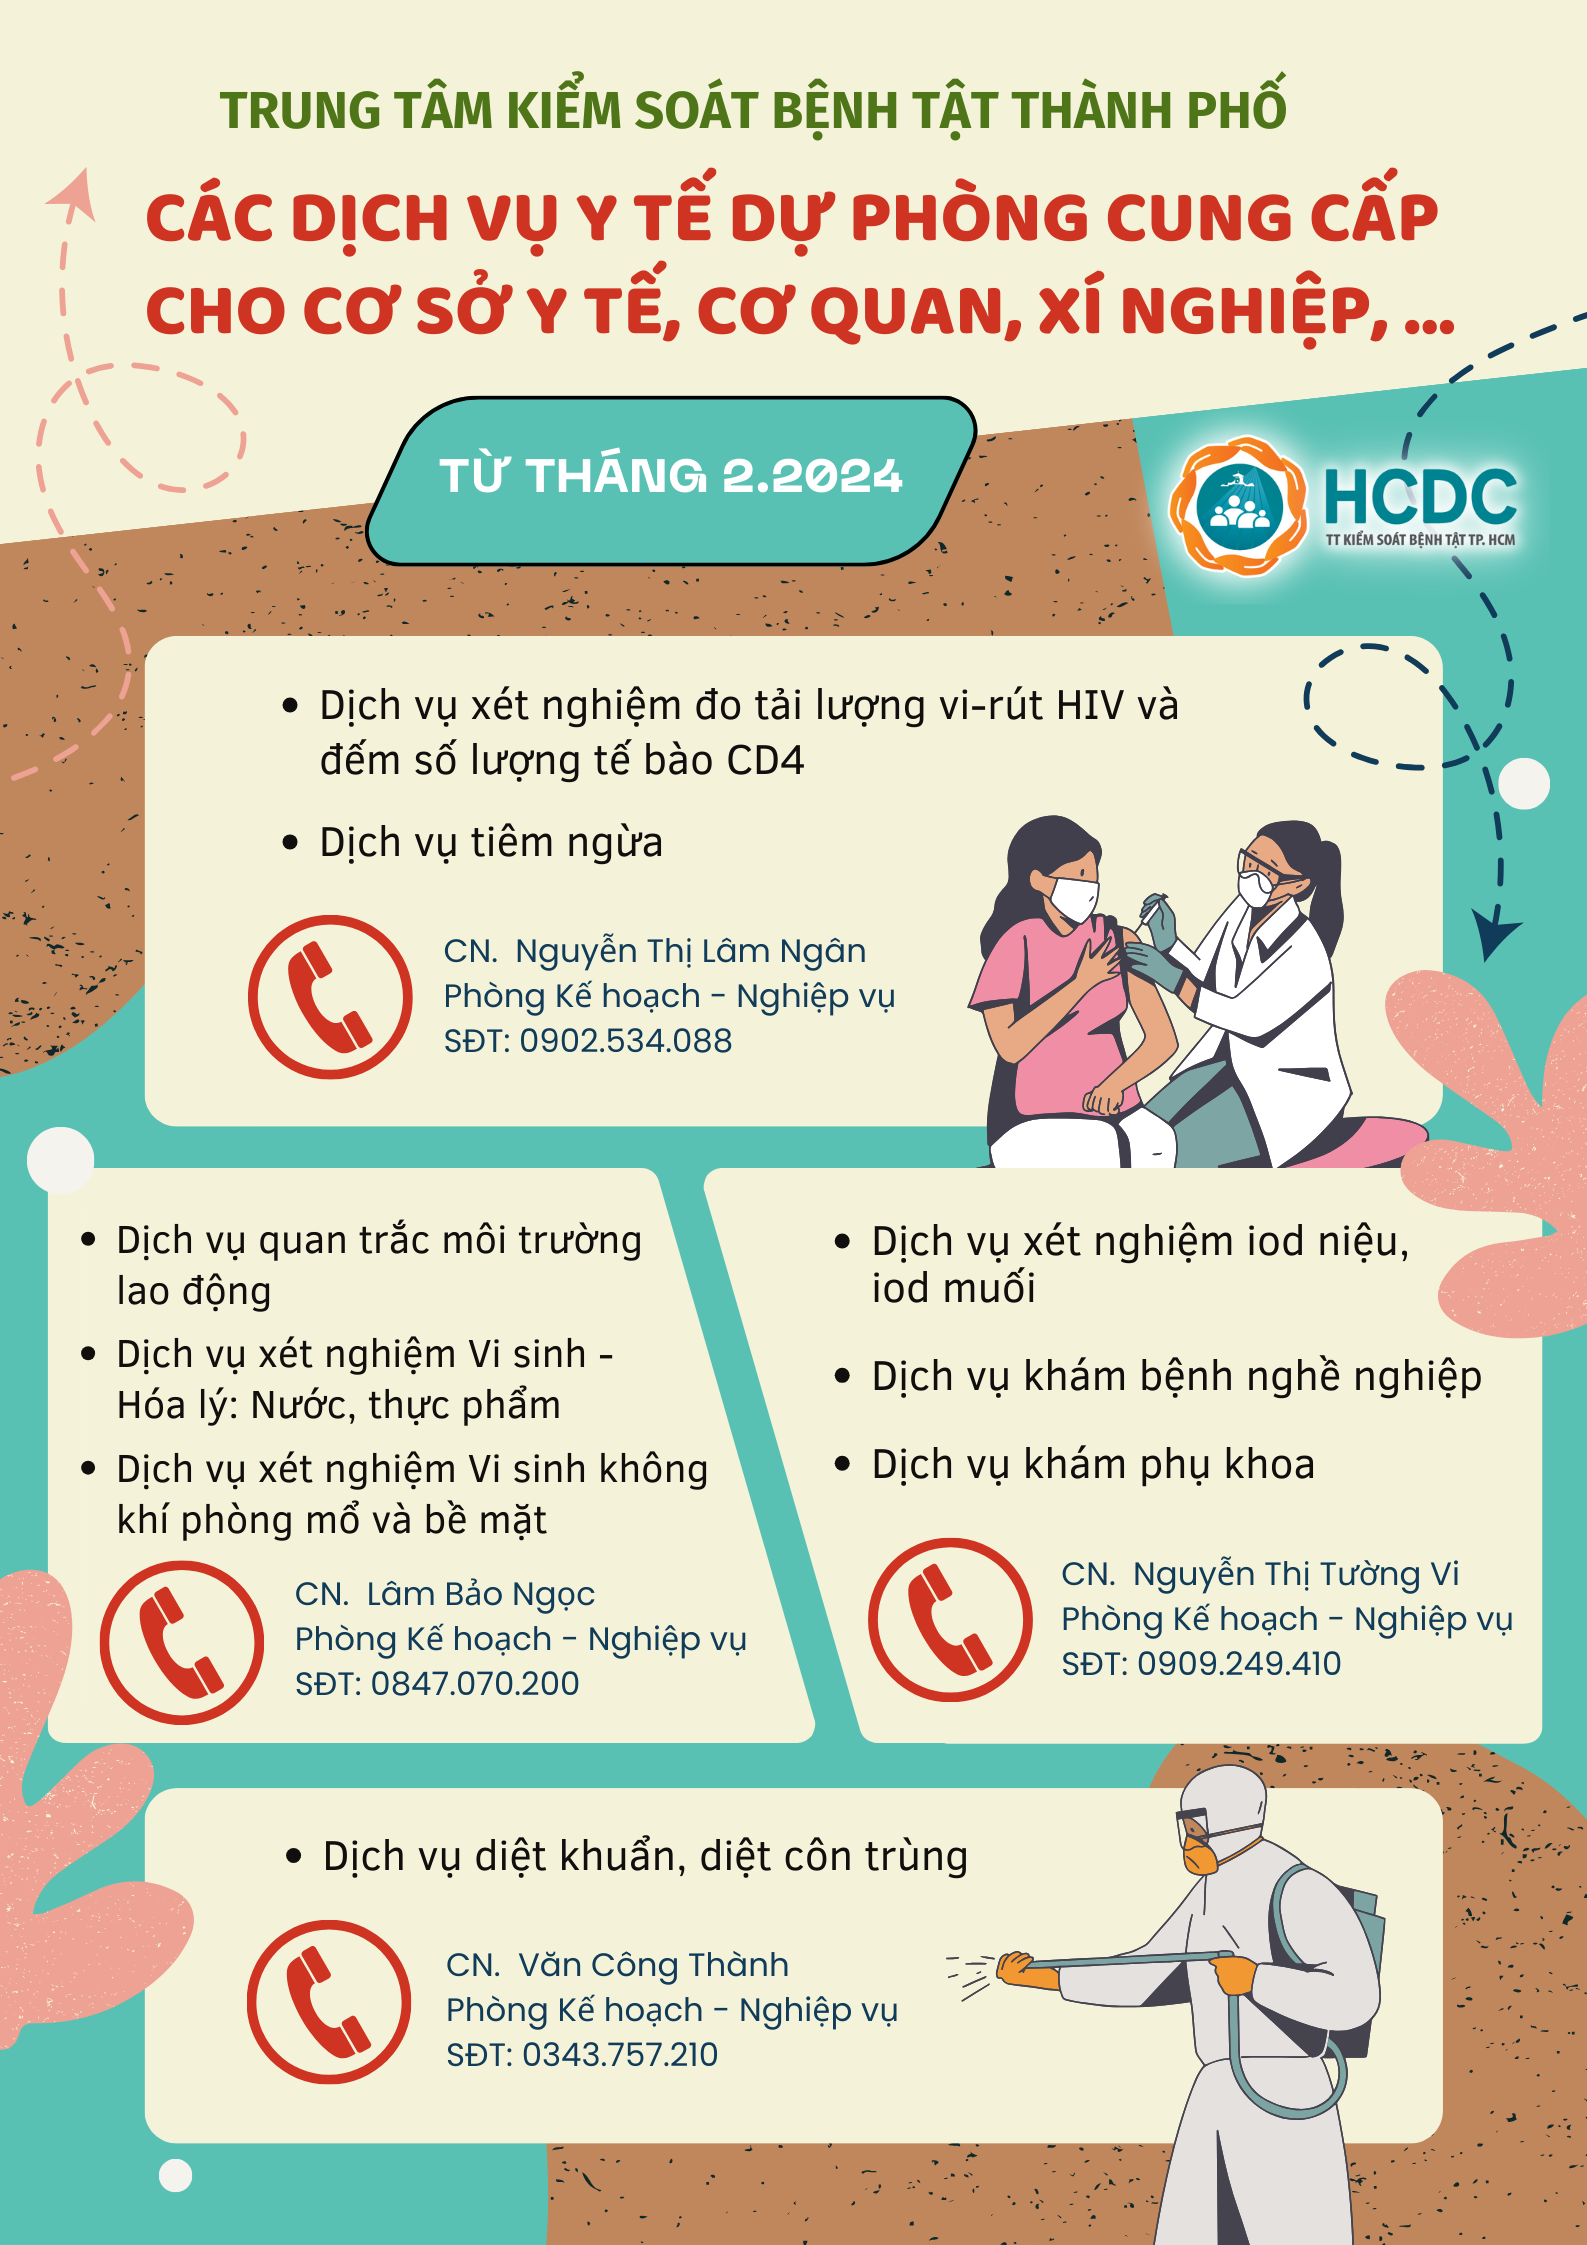 TRUNG TÂM KIỂM SOÁT BỆNH TẬT THÀNH PHỐ
CÁC DỊCH VỤ Y TẾ DỰ PHÒNG CUNG CẤP
CHO CƠ SỞ Y TẾ, CƠ QUAN, XÍ NGHIỆP, ...
TỪ THÁNG 2.2024
HCDC
TT KIỂM SOÁT BỆNH TẬT TP. HCM
• Dịch vụ xét nghiệm đo tải lượng vi-rút HIV và
đếm số lượng tế bào CD4
• Dịch vụ tiêm ngừa
CN. Nguyễn Thị Lâm Ngân
Phòng Kế hoạch - Nghiệp vụ
SĐT: 0902.534.088
• Dịch vụ quan trắc môi trường
lao động
• Dịch vụ xét nghiệm Vi sinh -
Hóa lý: Nước, thực phẩm
• Dịch vụ xét nghiệm Vi sinh không
khí phòng mổ và bề mặt
CN. Lâm Bảo Ngọc
Phòng Kế hoạch - Nghiệp vụ
SĐT: 0847.070.200
• Dịch vụ xét nghiệm iod niệu,
iod muối
• Dịch vụ khám bệnh nghề nghiệp
• Dịch vụ khám phụ khoa
CN. Nguyễn Thị Tường Vi
Phòng Kế hoạch - Nghiệp vụ
SĐT: 0909.249.410
• Dịch vụ diệt khuẩn, diệt côn trùng
CN. Văn Công Thành
Phòng Kế hoạch - Nghiệp vụ
SĐT: 0343.757.210